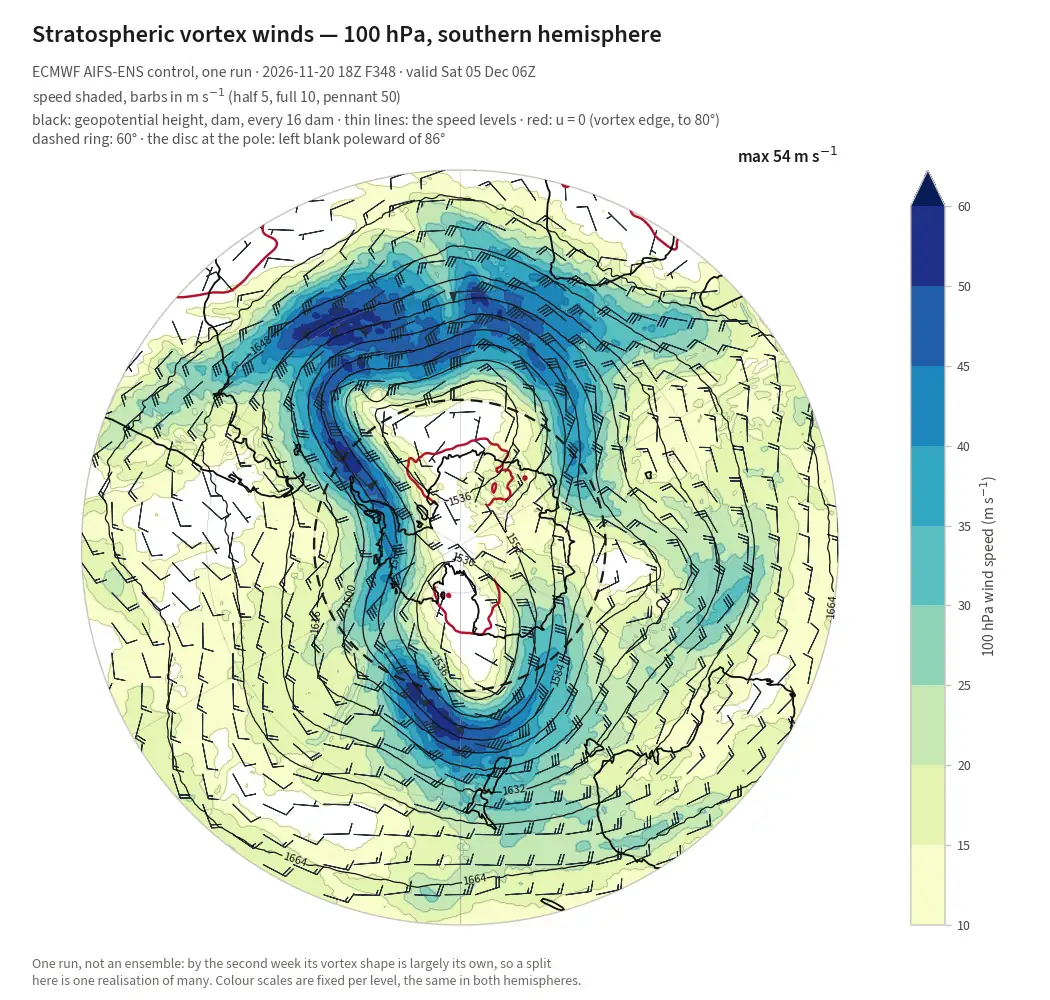 Stratospheric vortex winds — 100 hPa, southern hemisphere
ECMWF AIFS-ENS control, one run · 2026-11-20 18Z F348 · valid Sat 05 Dec 06Z
speed shaded, barbs in m s⁻¹ (half 5, full 10, pennant 50)
black: geopotential height, dam, every 16 dam · thin lines: the speed levels · red: u = 0 (vortex edge, to 80°)
dashed ring: 60° · the disc at the pole: left blank poleward of 86°
max 54 m s⁻¹
60
50
45
40
35
30
25
20
15
10
100 hPa wind speed (m s⁻¹)
1648
1536
1536
1600
1616
1664
1536
1584
1632
1664
1664
One run, not an ensemble: by the second week its vortex shape is largely its own, so a split
here is one realisation of many. Colour scales are fixed per level, the same in both hemispheres.